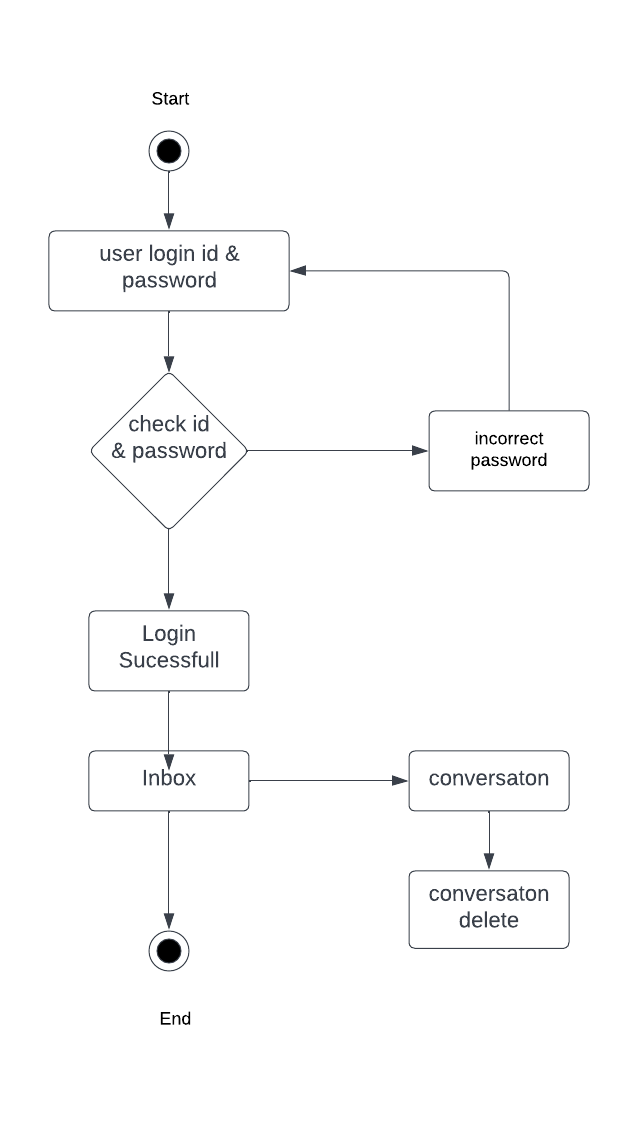 Start
user login id &
password
check id
& password
incorrect
password
Login
Sucessfull
Inbox
conversaton
conversaton
delete
End